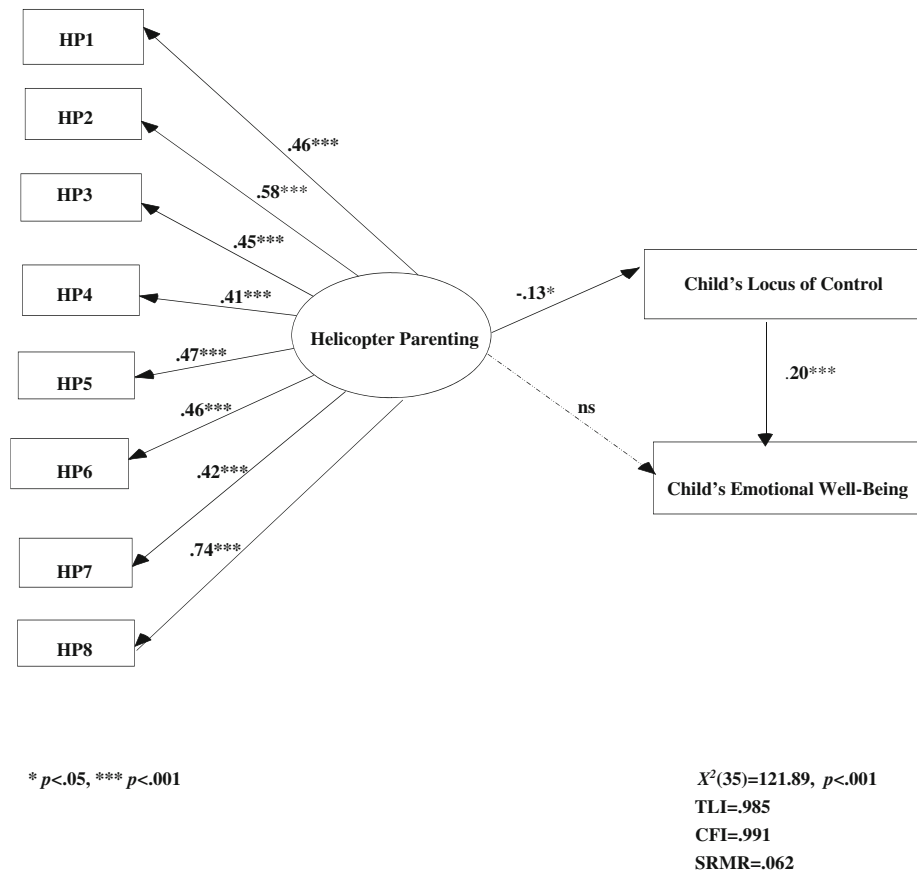 HP1
HP2
HP3
HP4
HP5
HP6
HP7
HP8
.46***
.58***
.45***
.41***
.47***
.46***
.42***
.74***
Helicopter Parenting
-.13*
ns
Child's Locus of Control
.20***
Child's Emotional Well-Being
* p<.05, *** p<.001
X²(35)=121.89, p<.001
TLI=.985
CFI=.991
SRMR=.062